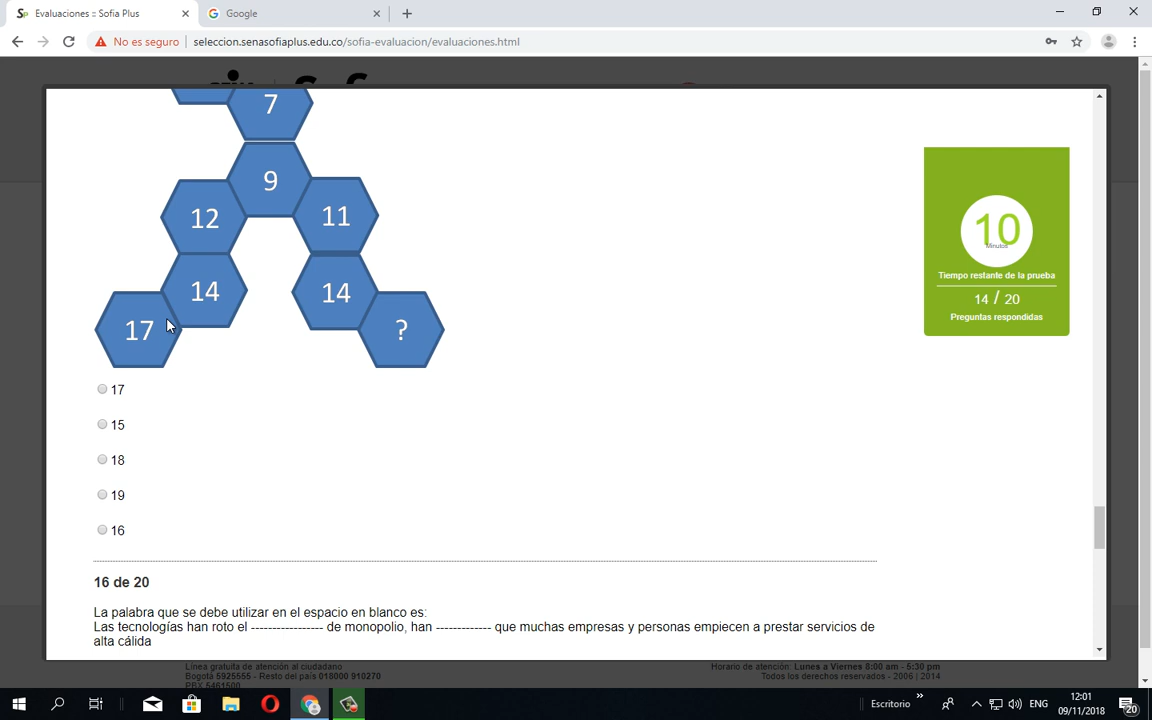 Evaluaciones :: Sofia Plus
Google
No es seguro
seleccion.senasofiaplus.edu.co/sofia-evaluacion/evaluaciones.html
7
9
12
11
14
14
17
?
10
Minutos
Tiempo restante de la prueba
14 / 20
Preguntas respondidas
17
15
18
19
16
16 de 20
La palabra que se debe utilizar en el espacio en blanco es:
Las tecnologías han roto el ----------------- de monopolio, han ------------- que muchas empresas y personas empiecen a prestar servicios de
alta cálida
Línea gratuita de atención al ciudadano
Bogotá 5925555 - Resto del país 018000 910270
PBX 5461500
Horario de atención: Lunes a Viernes 8:00 am - 5:30 pm
Todos los derechos reservados - 2006 | 2014
Escritorio
ENG
12:01
09/11/2018
20